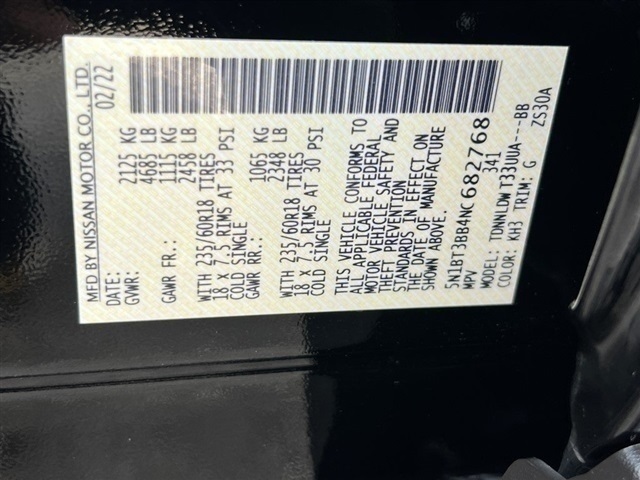 MFD BY NISSAN MOTOR CO., LTD.
DATE: 02/22
GVWR: 2125 KG
4685 LB
GAWR FR.: 1115 KG
2458 LB
WITH 235/60R18 TIRES
18 X 7.5 RIMS AT 33 PSI
COLD SINGLE
GAWR RR.: 1065 KG
2348 LB
WITH 235/60R18 TIRES
18 X 7.5 RIMS AT 30 PSI
COLD SINGLE
THIS VEHICLE CONFORMS TO
ALL APPLICABLE FEDERAL
MOTOR VEHICLE SAFETY AND
THEFT PREVENTION
STANDARDS IN EFFECT ON
THE DATE OF MANUFACTURE
SHOWN ABOVE.
5N1BT3BB4NC682768
MPV 341
MODEL: TDNNLDWT33UUA----BB
COLOR: KH3 TRIM: G ZS30A